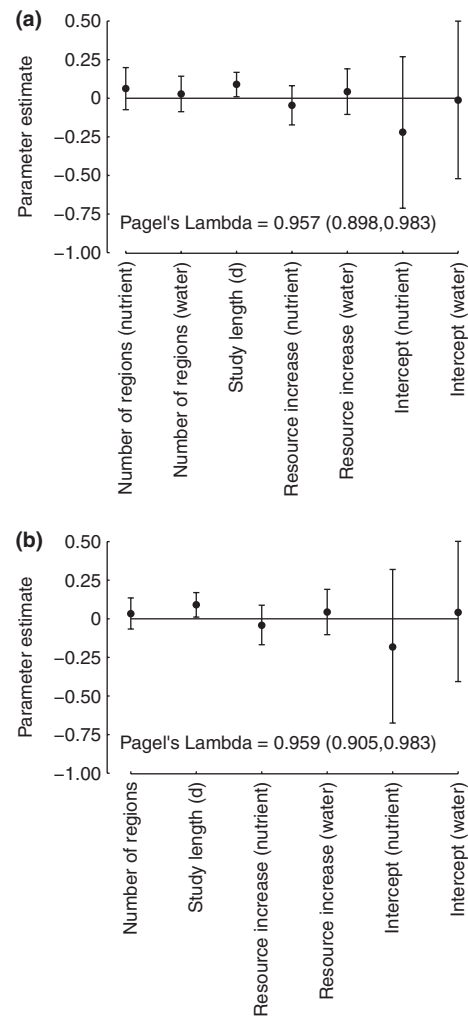 (a)
0.50
0.25
0
−0.25
−0.50
−0.75
−1.00
Parameter estimate
Pagel's Lambda = 0.957 (0.898,0.983)
Number of regions (nutrient)
Number of regions (water)
Study length (d)
Resource increase (nutrient)
Resource increase (water)
Intercept (nutrient)
Intercept (water)
(b)
0.50
0.25
0
−0.25
−0.50
−0.75
−1.00
Parameter estimate
Pagel's Lambda = 0.959 (0.905,0.983)
Number of regions
Study length (d)
Resource increase (nutrient)
Resource increase (water)
Intercept (nutrient)
Intercept (water)